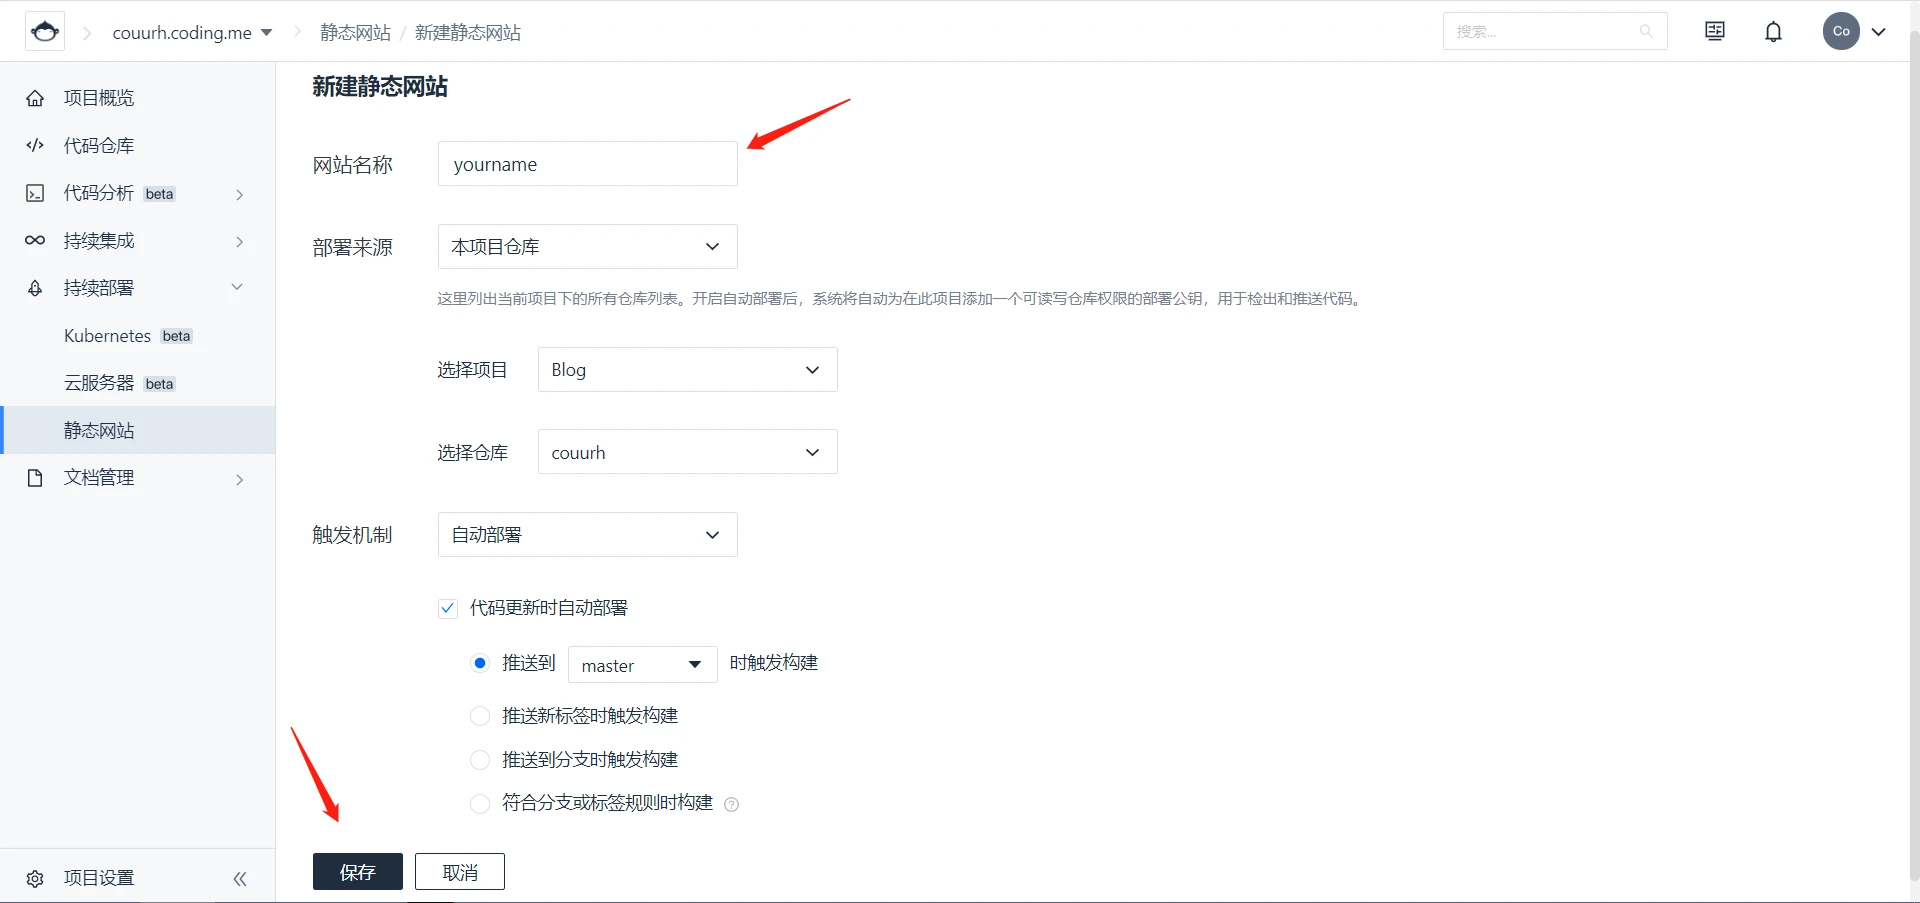 couurh.coding.me
静态网站 / 新建静态网站
搜索...
Co
项目概览
代码仓库
代码分析 beta
持续集成
持续部署
Kubernetes beta
云服务器 beta
静态网站
文档管理
项目设置
新建静态网站
网站名称 yourname
部署来源 本项目仓库
这里列出当前项目下的所有仓库列表。开启自动部署后，系统将自动为在此项目添加一个可读写仓库权限的部署公钥，用于检出和推送代码。
选择项目 Blog
选择仓库 couurh
触发机制 自动部署
代码更新时自动部署
推送到 master 时触发构建
推送新标签时触发构建
推送到分支时触发构建
符合分支或标签规则时构建 ?
保存 取消